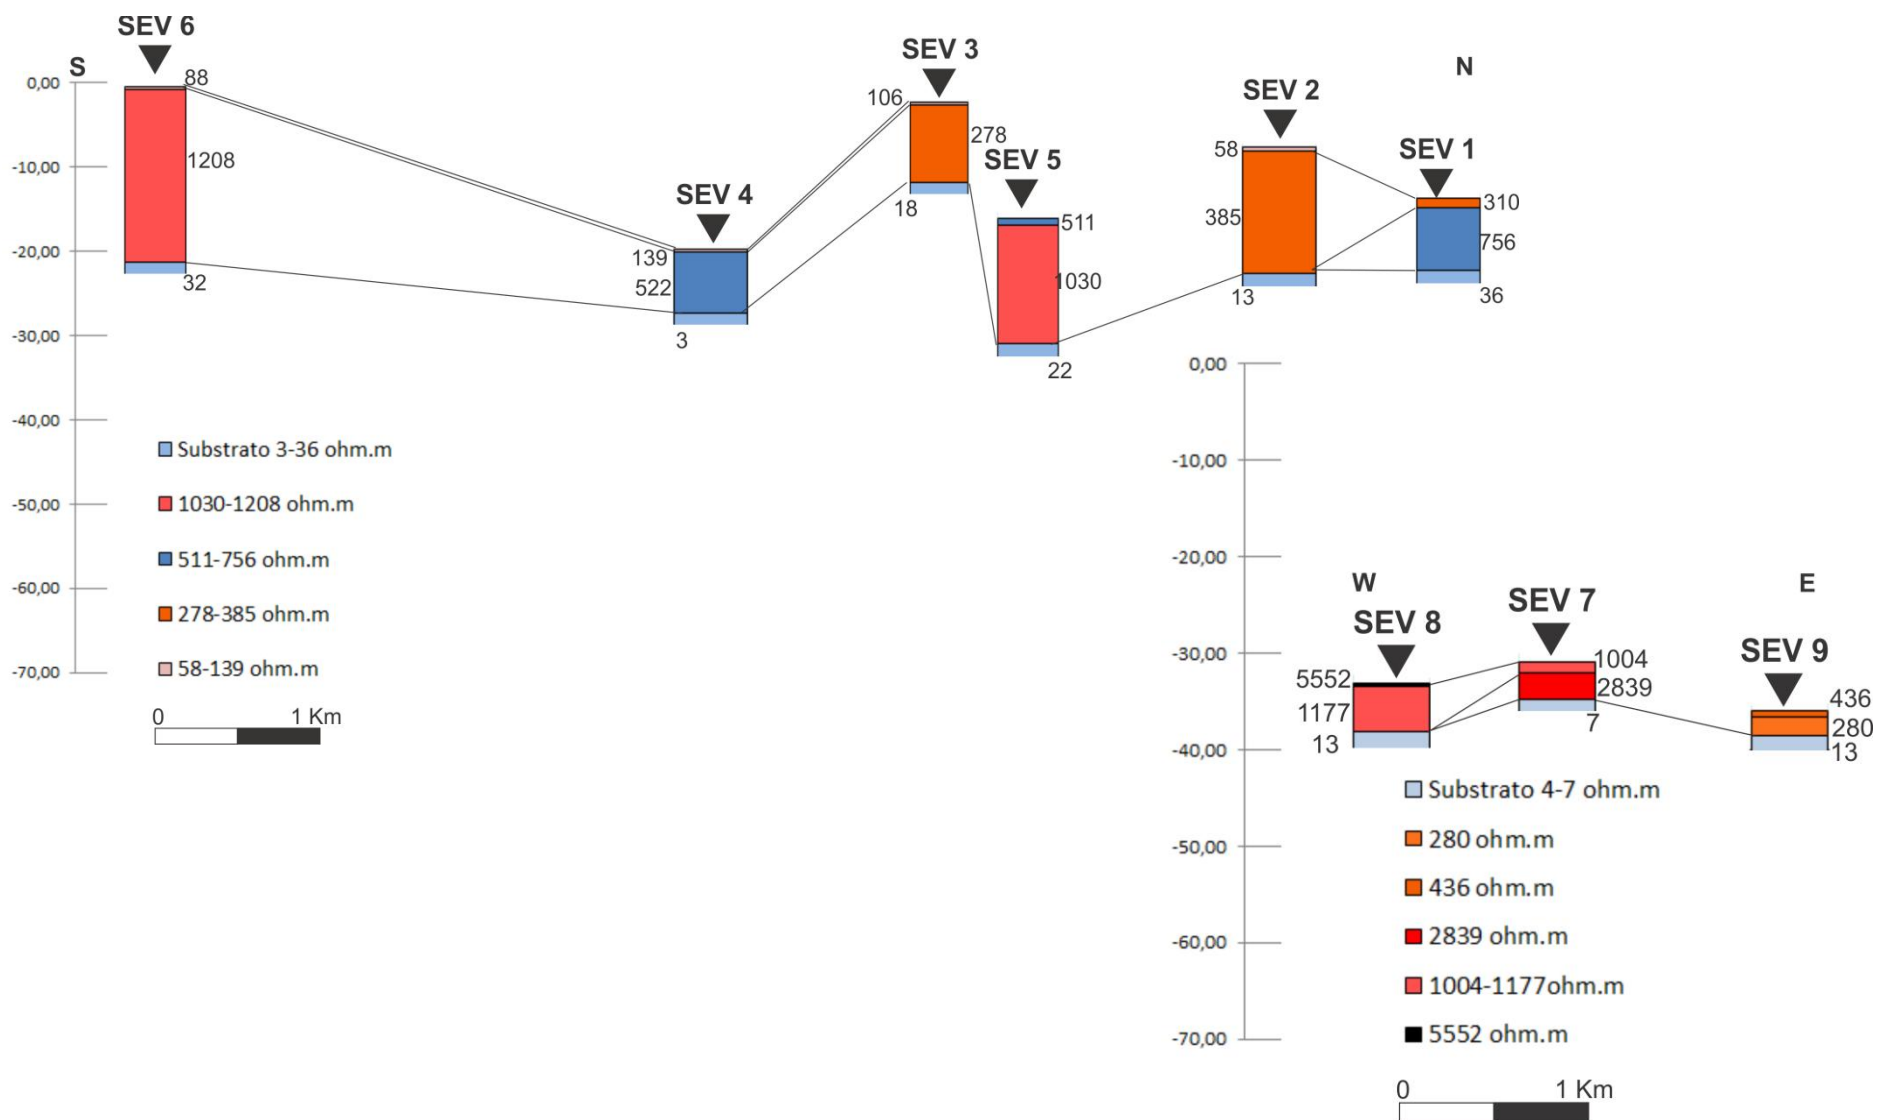 SEV 6
S
0,00
88
1208
32
-10,00
-20,00
-30,00
-40,00
-50,00
-60,00
-70,00
SEV 4
139
522
3
SEV 3
106
278
18
SEV 5
511
1030
22
SEV 2
58
385
13
N
SEV 1
310
756
36
Substrato 3-36 ohm.m
1030-1208 ohm.m
511-756 ohm.m
278-385 ohm.m
58-139 ohm.m
0 1 Km
0,00
-10,00
-20,00
-30,00
-40,00
-50,00
-60,00
-70,00
W
E
SEV 8
5552
1177
13
SEV 7
1004
2839
7
SEV 9
436
280
13
Substrato 4-7 ohm.m
280 ohm.m
436 ohm.m
2839 ohm.m
1004-1177ohm.m
5552 ohm.m
0 1 Km